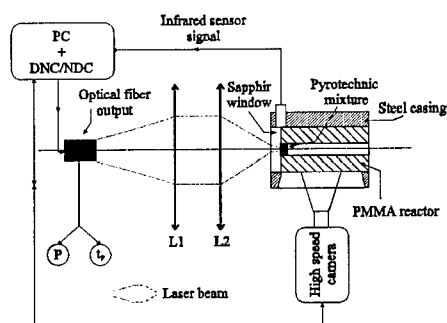 PC
+
DNC/NDC
Infrared sensor
signal
Optical fiber
output
Sapphir
window
Pyrotechnic
mixture
Steel casing
PMMA reactor
L1
L2
P
tp
High speed
camera
Laser beam